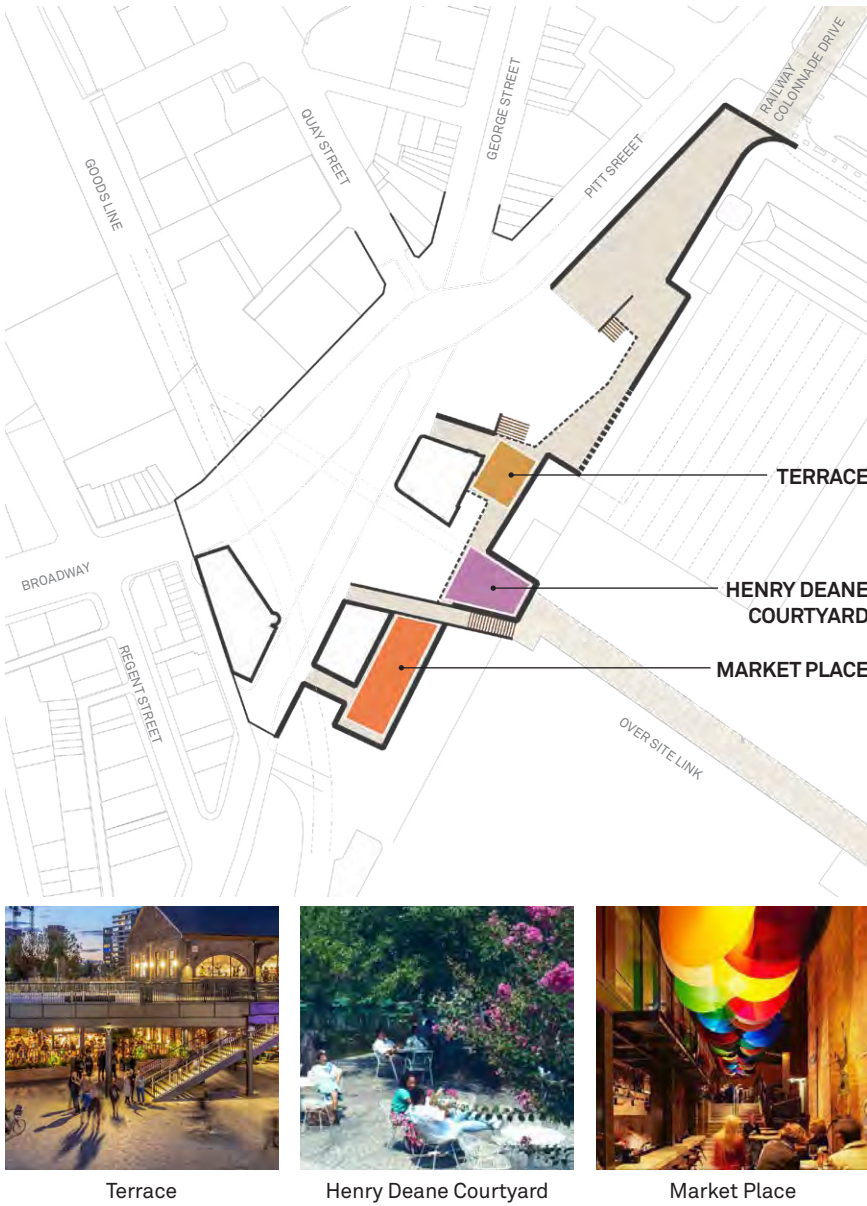 RAILWAY
COLONNADE DRIVE
GEORGE STREET
QUAY STREET
PITT SREEET
GOODS LINE
TERRACE
BROADWAY
HENRY DEANE
COURTYARD
REGENT STREET
MARKET PLACE
OVER SITE LINK
Terrace
Henry Deane Courtyard
Market Place